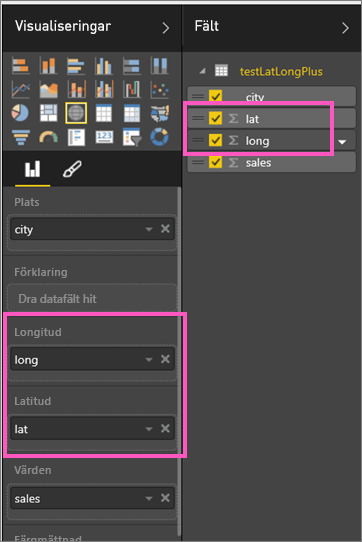 Visualiseringar
Fält
testLatLongPlus
city
lat
long
sales
Plats
city
Förklaring
Dra datafält hit
Longitud
long
Latitud
lat
Värden
sales
Färgmättnad